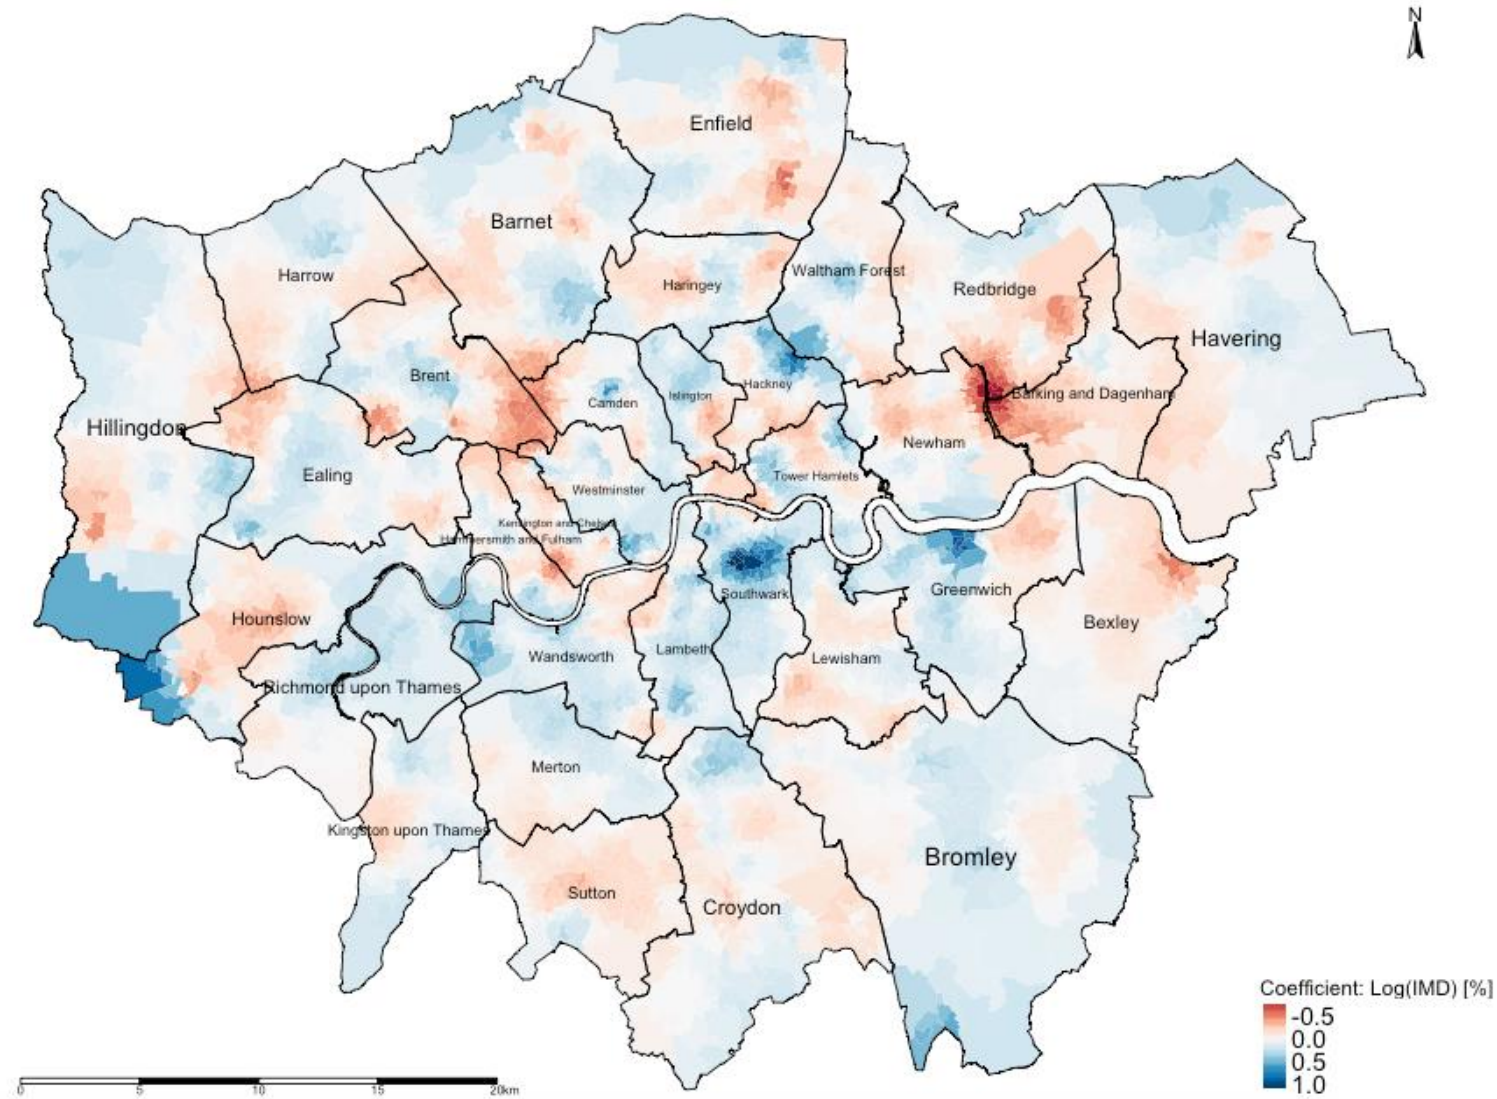 N
Enfield
Barnet
Harrow
Haringey
Waltham Forest
Redbridge
Havering
Brent
Camden
Islington
Hackney
Barking and Dagenham
Hillingdon
Newham
Ealing
Tower Hamlets
Westminster
Kensington and Chelsea
Hammersmith and Fulham
Southwark
Greenwich
Hounslow
Bexley
Lambeth
Wandsworth
Lewisham
Richmond upon Thames
Merton
Kingston upon Thames
Bromley
Sutton
Croydon
Coefficient: Log(IMD) [%]
-0.5
0.0
0.5
1.0
0 5 10 15 20km